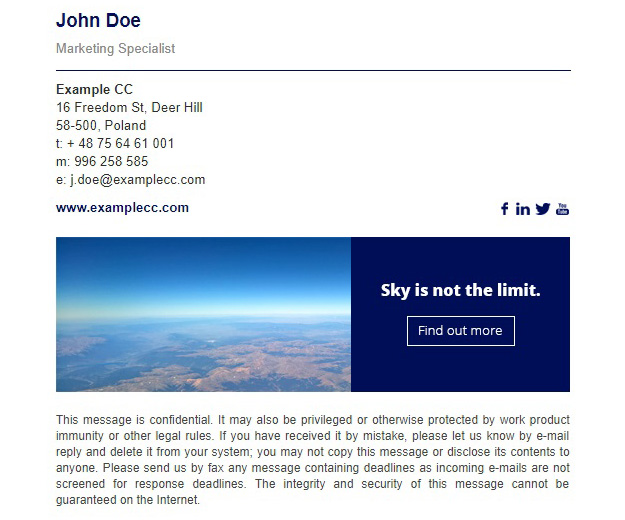 John Doe
Marketing Specialist
Example CC
16 Freedom St, Deer Hill
58-500, Poland
t: + 48 75 64 61 001
m: 996 258 585
e: j.doe@examplecc.com
www.examplecc.com
f in You Tube
Sky is not the limit.
Find out more
This message is confidential. It may also be privileged or otherwise protected by work product
immunity or other legal rules. If you have received it by mistake, please let us know by e-mail
reply and delete it from your system; you may not copy this message or disclose its contents to
anyone. Please send us by fax any message containing deadlines as incoming e-mails are not
screened for response deadlines. The integrity and security of this message cannot be
guaranteed on the Internet.